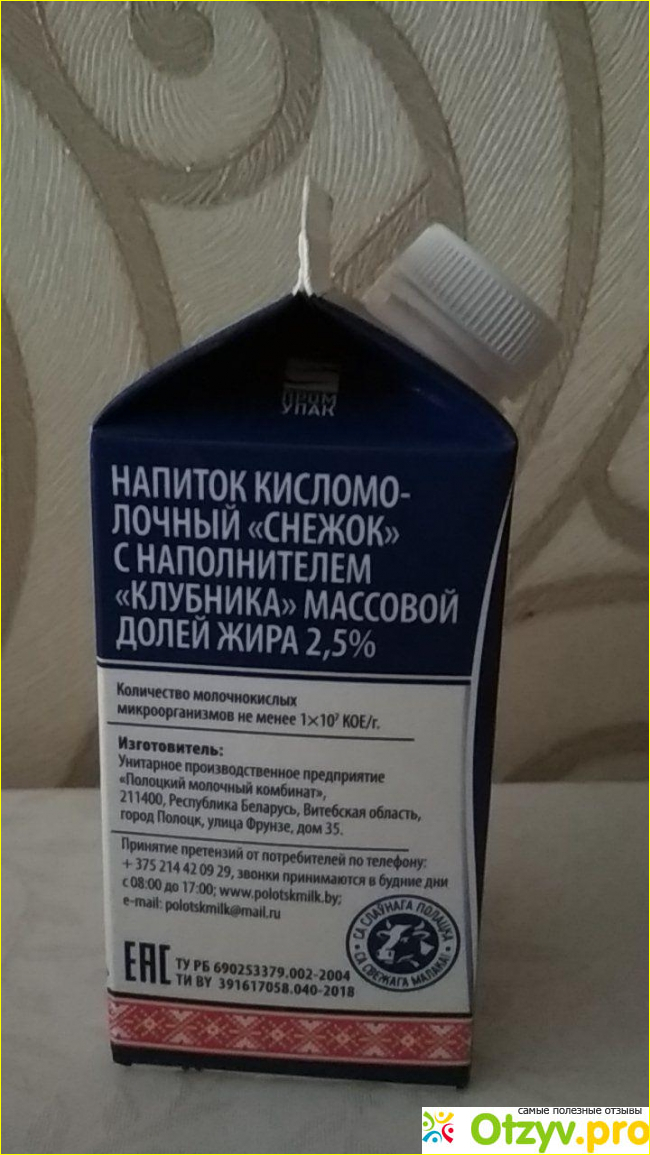 ПРОМ
УПАК
НАПИТОК КИСЛОМО-
ЛОЧНЫЙ «СНЕЖОК»
С НАПОЛНИТЕЛЕМ
«КЛУБНИКА» МАССОВОЙ
ДОЛЕЙ ЖИРА 2,5%
Количество молочнокислых
микроорганизмов не менее 1×10⁷ КОЕ/г.
Изготовитель:
Унитарное производственное предприятие
«Полоцкий молочный комбинат»,
211400, Республика Беларусь, Витебская область,
город Полоцк, улица Фрунзе, дом 35.
Принятие претензий от потребителей по телефону:
+ 375 214 42 09 29, звонки принимаются в будние дни
с 08:00 до 17:00; www.polotskmilk.by;
e-mail: polotskmilk@mail.ru
СА СЛАЎНАГА ПОЛАЦКА
СА СВЕЖАГА МАЛАКА!
ЕАС
ТУ РБ 690253379.002-2004
ТИ BY 391617058.040-2018
самые полезные отзывы
Otzyv.pro